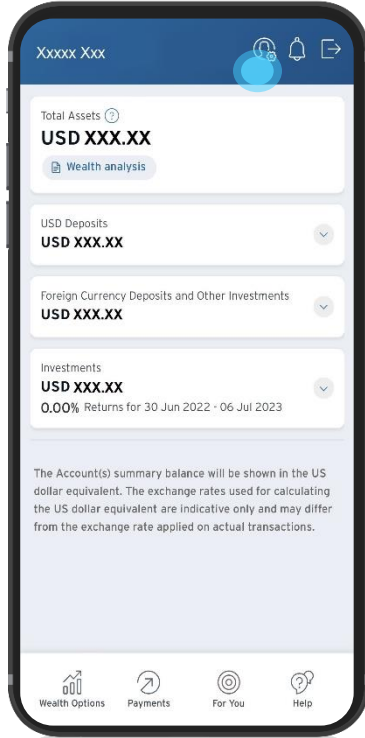 Xxxxx Xxx
Total Assets ?
USD XXX.XX
Wealth analysis
USD Deposits
USD XXX.XX
Foreign Currency Deposits and Other Investments
USD XXX.XX
Investments
USD XXX.XX
0.00% Returns for 30 Jun 2022 - 06 Jul 2023
The Account(s) summary balance will be shown in the US
dollar equivalent. The exchange rates used for calculating
the US dollar equivalent are indicative only and may differ
from the exchange rate applied on actual transactions.
Wealth Options Payments For You Help